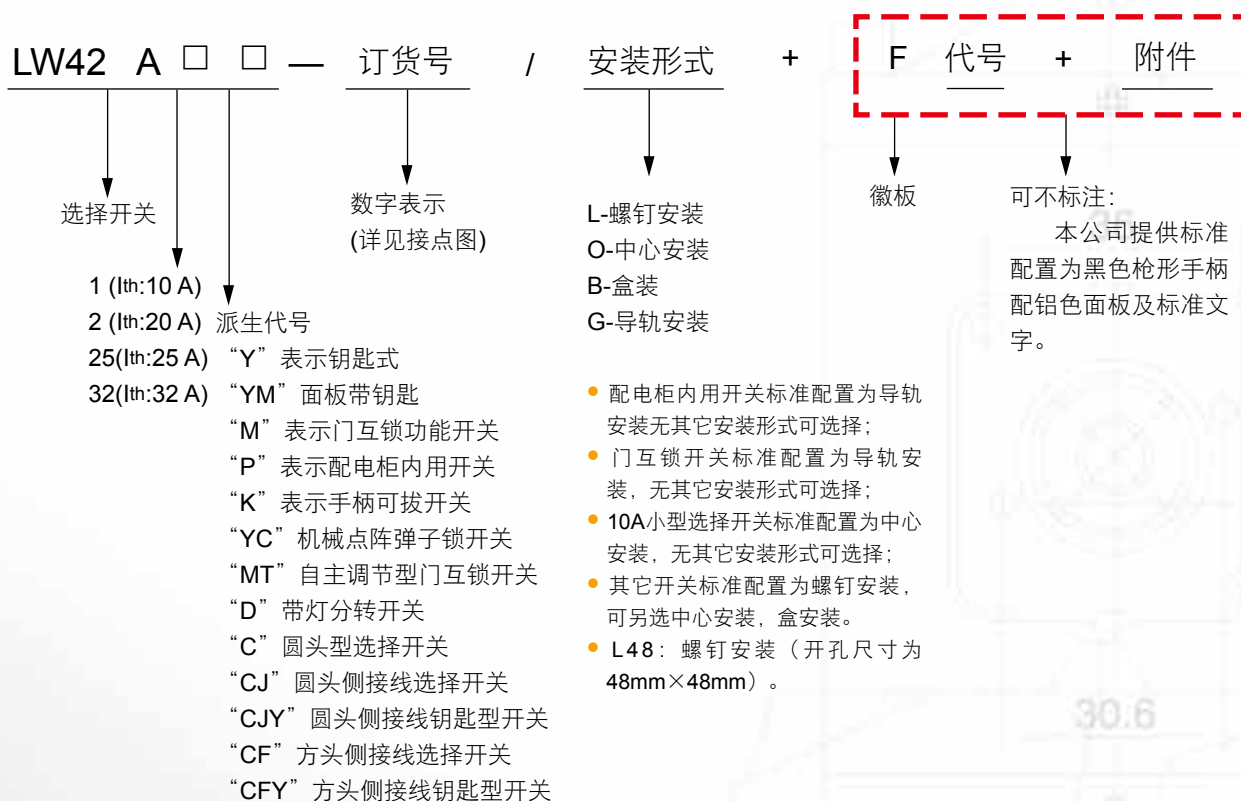 LW42 A □ □ — 订货号 / 安装形式 + F 代号 + 附件
选择开关
1 (Ith:10 A)
2 (Ith:20 A)
25(Ith:25 A)
32(Ith:32 A)
派生代号
“Y”表示钥匙式
“YM”面板带钥匙
“M”表示门互锁功能开关
“P”表示配电柜内用开关
“K”表示手柄可拔开关
“YC”机械点阵弹子锁开关
“MT”自主调节型门互锁开关
“D”带灯分转开关
“C”圆头型选择开关
“CJ”圆头侧接线选择开关
“CJY”圆头侧接线钥匙型开关
“CF”方头侧接线选择开关
“CFY”方头侧接线钥匙型开关
数字表示
(详见接点图)
L-螺钉安装
O-中心安装
B-盒装
G-导轨安装
● 配电柜内用开关标准配置为导轨
安装无其它安装形式可选择；
● 门互锁开关标准配置为导轨安
装，无其它安装形式可选择；
● 10A小型选择开关标准配置为中心
安装，无其它安装形式可选择；
● 其它开关标准配置为螺钉安装，
可另选中心安装，盒安装。
● L48：螺钉安装（开孔尺寸为
48mm×48mm）。
徽板
可不标注：
本公司提供标准
配置为黑色枪形手柄
配铝色面板及标准文
字。
30.6